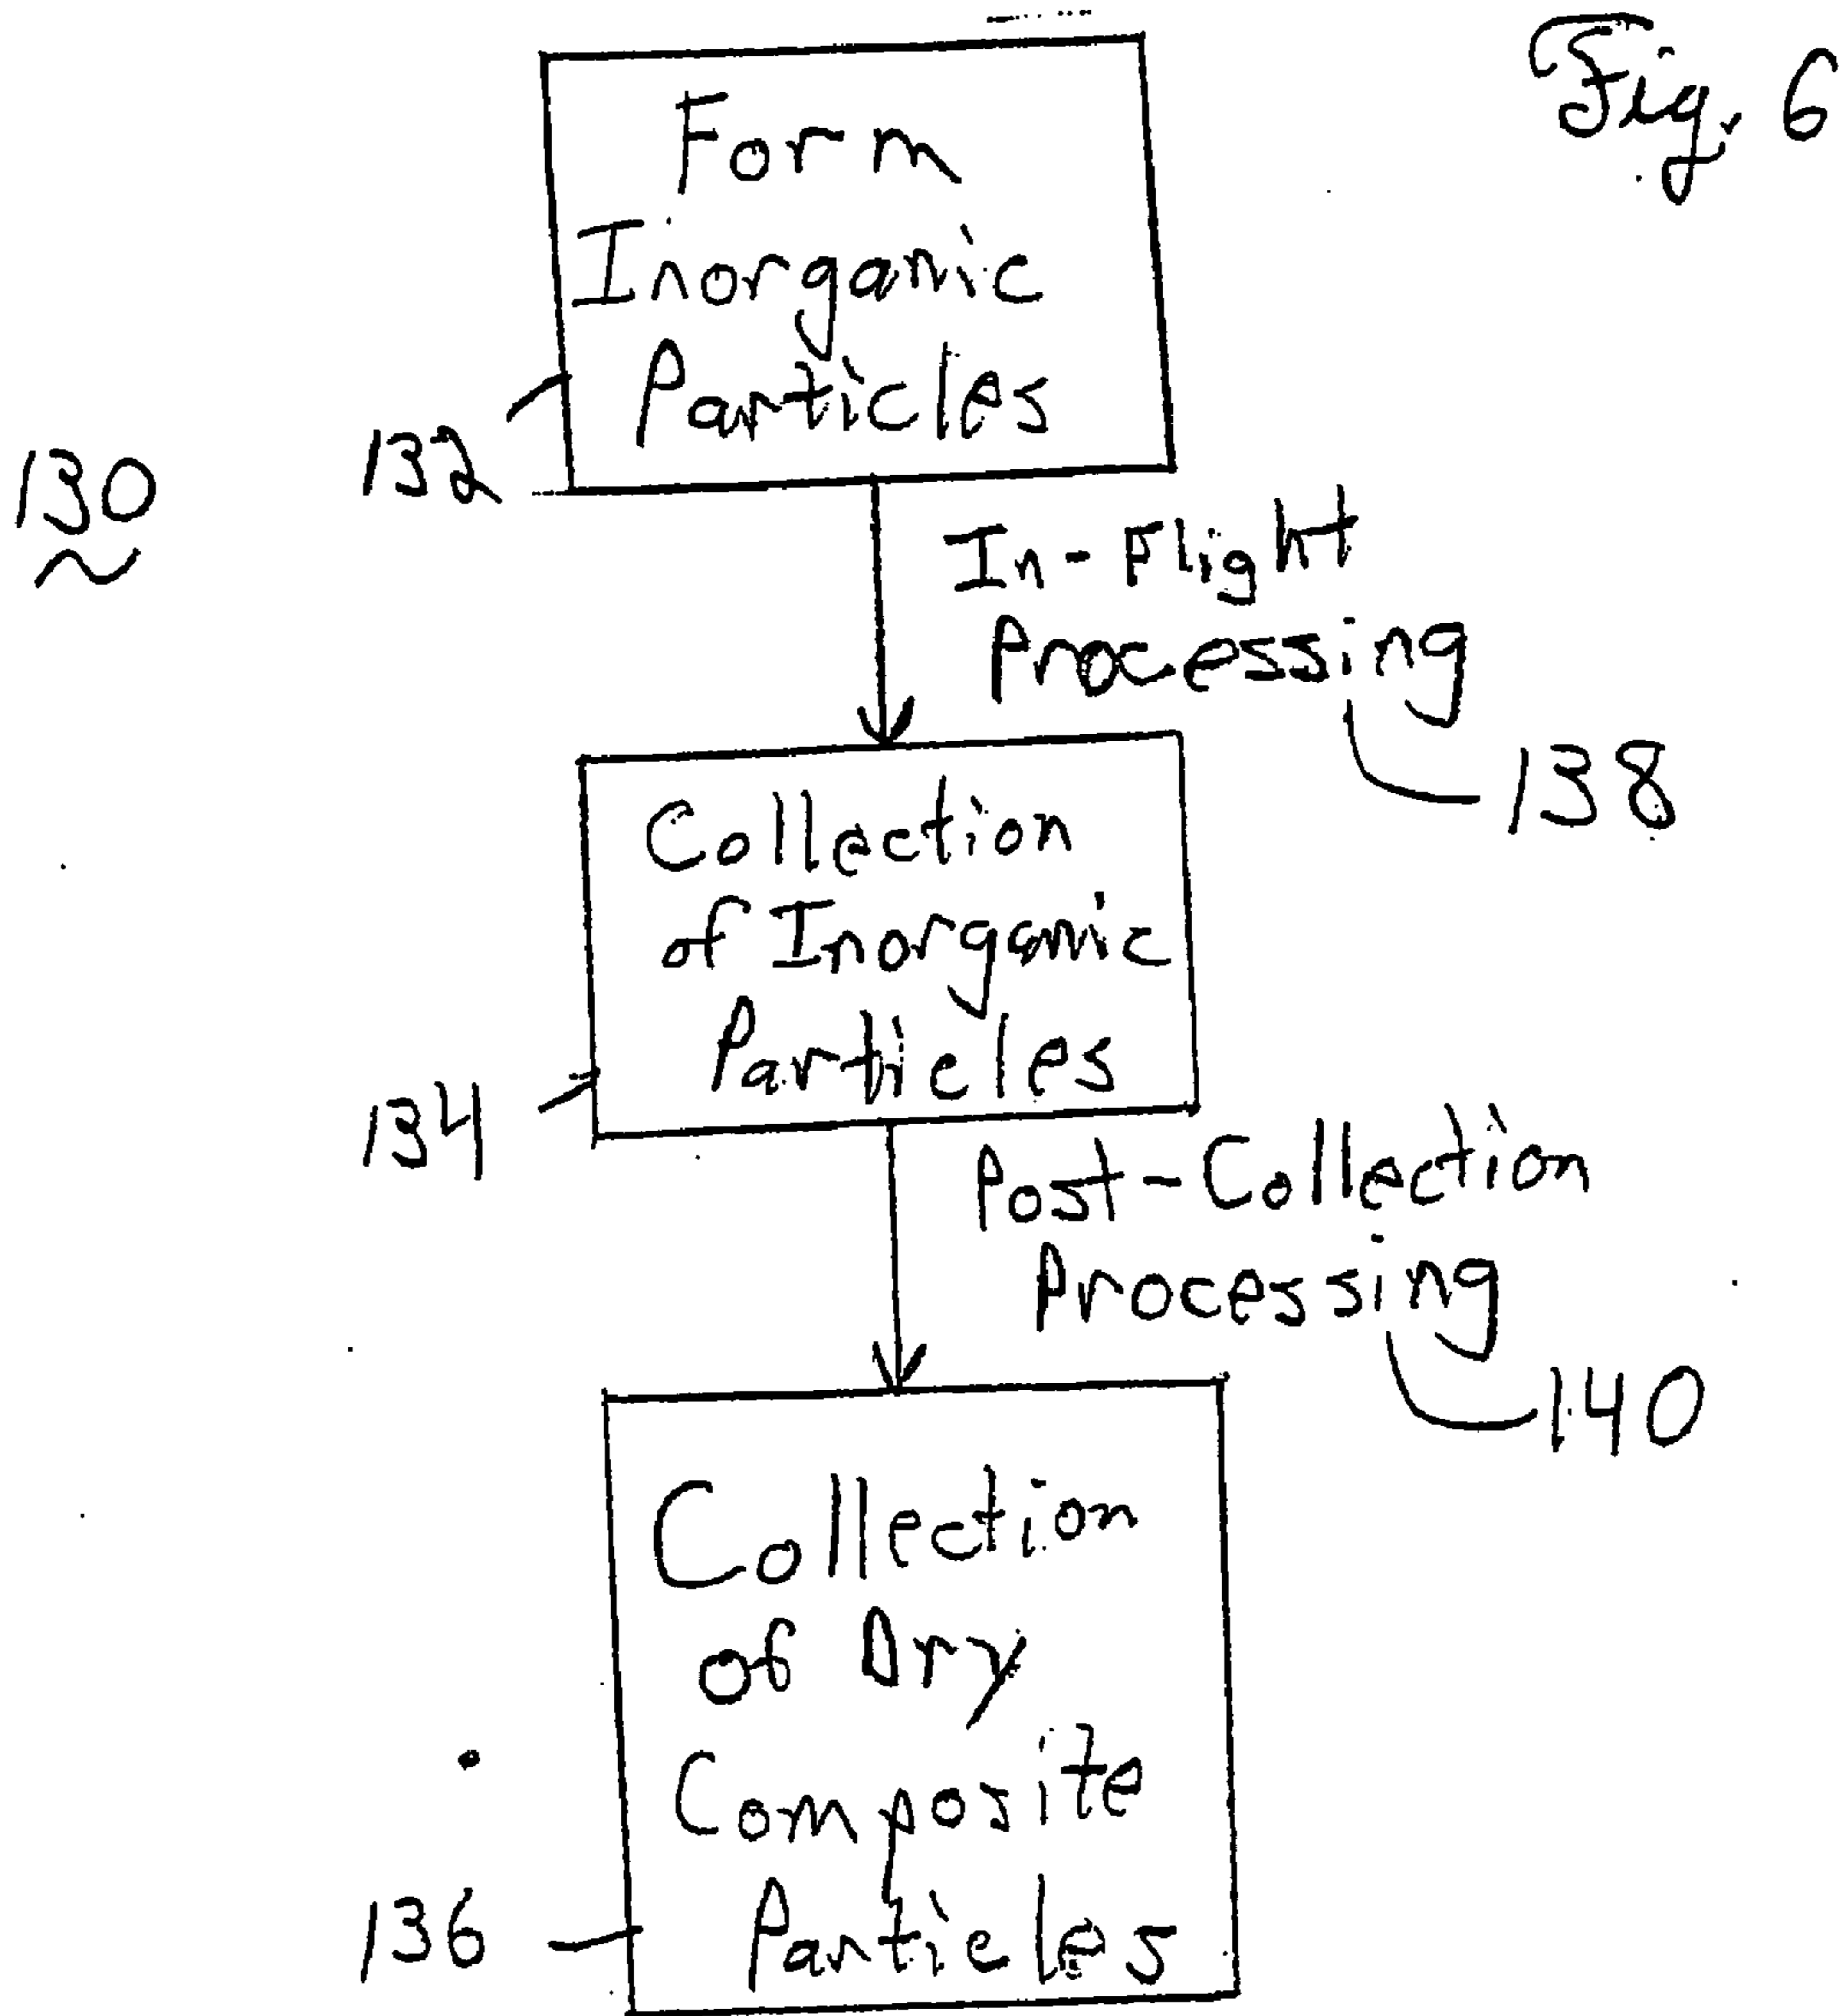 Fig. 6
Form
Inorganic
Particles
132
130
In-Flight
Processing
138
Collection
of Inorganic
Particles
134
Post-Collection
Processing
140
Collection
of Dry
Composite
Particles
136